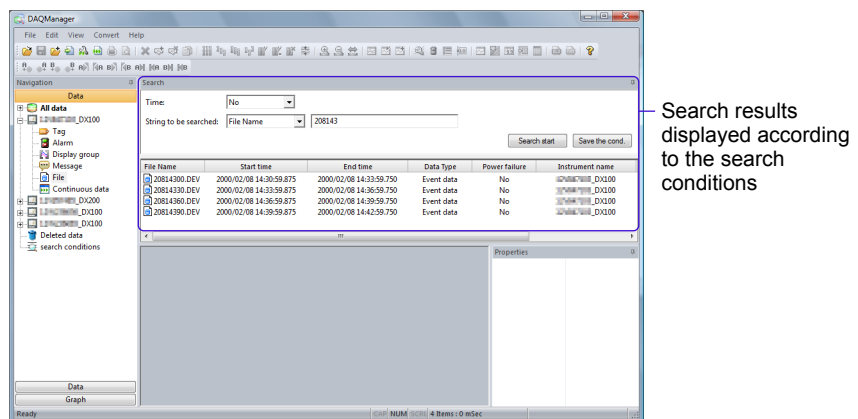 DAQManager
File Edit View Convert Help
Navigation
Data
All data
_DX100
Tag
Alarm
Display group
Message
File
Continuous data
_DX200
_DX100
_DX100
Deleted data
search conditions
Data
Graph
Search
Time: No
String to be searched: File Name 208143
Search start Save the cond.
File Name Start time End time Data Type Power failure Instrument name
20814300.DEV 2000/02/08 14:30:59.875 2000/02/08 14:33:59.750 Event data No _DX100
20814330.DEV 2000/02/08 14:33:59.875 2000/02/08 14:36:59.750 Event data No _DX100
20814360.DEV 2000/02/08 14:36:59.875 2000/02/08 14:39:59.750 Event data No _DX100
20814390.DEV 2000/02/08 14:39:59.875 2000/02/08 14:42:59.750 Event data No _DX100
Properties
Ready CAP NUM SCRL 4 Items : 0 mSec
Search results
displayed according
to the search
conditions